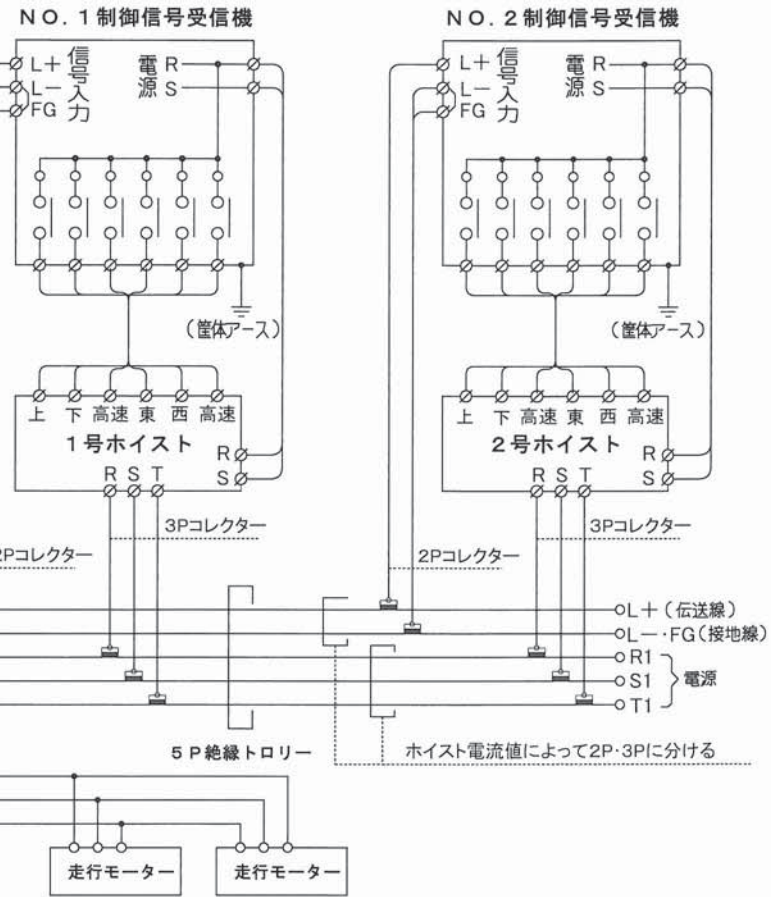 NO.1制御信号受信機
L+
L-
FG
信号入力
電源
R
S
(筐体アース)
上 下 高速 東 西 高速
1号ホイスト
R
S
R S T
3Pコレクター
2Pコレクター
NO.2制御信号受信機
L+
L-
FG
信号入力
電源
R
S
(筐体アース)
上 下 高速 東 西 高速
2号ホイスト
R
S
R S T
3Pコレクター
2Pコレクター
L+(伝送線)
L-・FG(接地線)
R1
S1
T1
電源
5P絶縁トロリー
ホイスト電流値によって2P・3Pに分ける
走行モーター
走行モーター